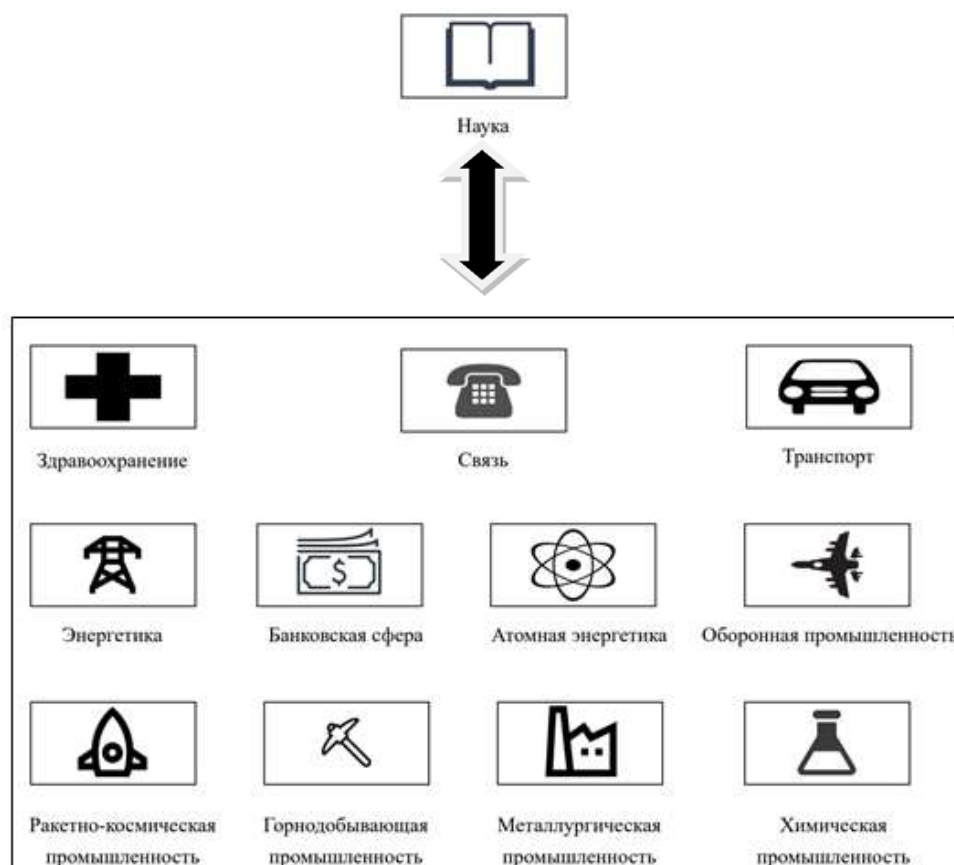 Наука
Здравоохранение
Связь
Транспорт
Энергетика
Банковская сфера
Атомная энергетика
Оборонная промышленность
Ракетно-космическая
промышленность
Горнодобывающая
промышленность
Металлургическая
промышленность
Химическая
промышленность